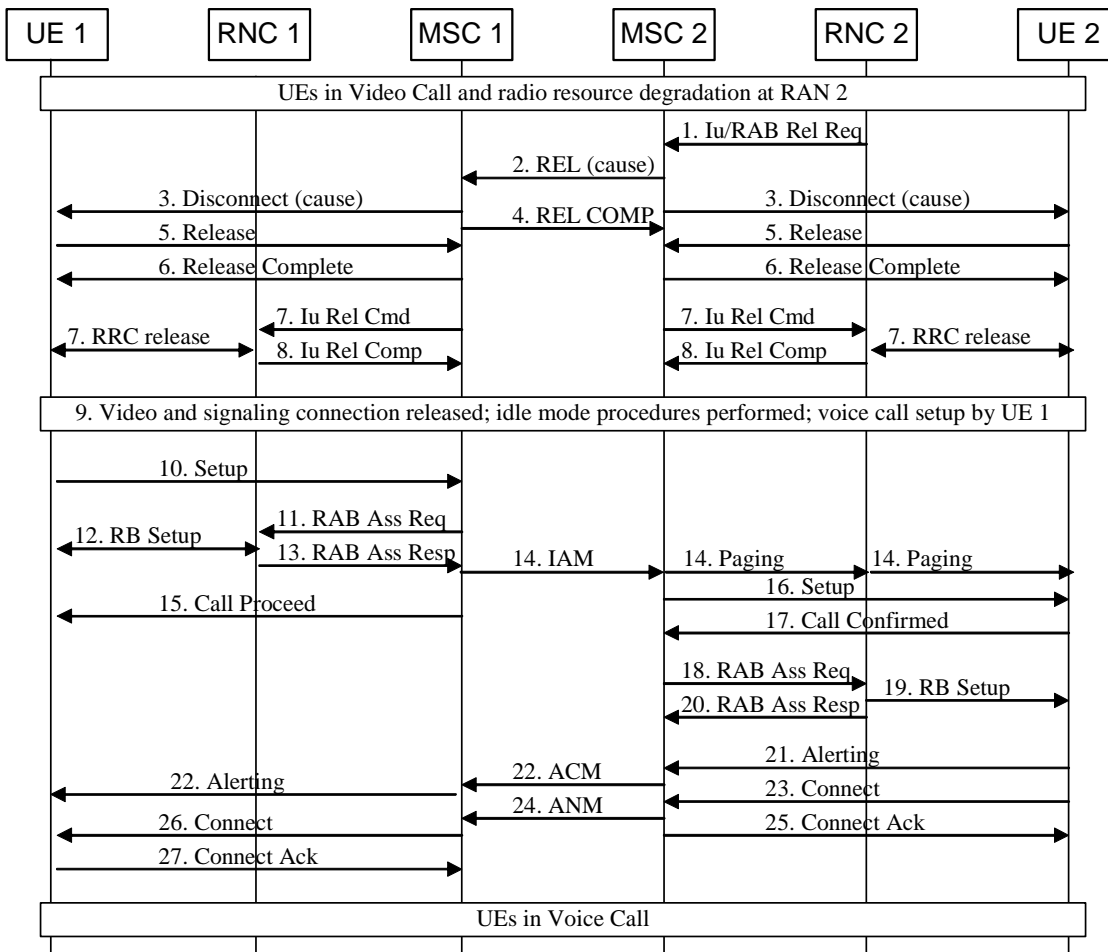 UE 1 RNC 1 MSC 1 MSC 2 RNC 2 UE 2
UEs in Video Call and radio resource degradation at RAN 2
1. Iu/RAB Rel Req
2. REL (cause)
3. Disconnect (cause) 4. REL COMP 3. Disconnect (cause)
5. Release 5. Release
6. Release Complete 6. Release Complete
7. Iu Rel Cmd 7. Iu Rel Cmd
7. RRC release 7. RRC release
8. Iu Rel Comp 8. Iu Rel Comp
9. Video and signaling connection released; idle mode procedures performed; voice call setup by UE 1
10. Setup
11. RAB Ass Req
12. RB Setup
13. RAB Ass Resp 14. IAM 14. Paging 14. Paging
16. Setup
15. Call Proceed
17. Call Confirmed
18. RAB Ass Req
19. RB Setup
20. RAB Ass Resp
21. Alerting
22. Alerting 22. ACM
23. Connect
24. ANM
26. Connect 25. Connect Ack
27. Connect Ack
UEs in Voice Call